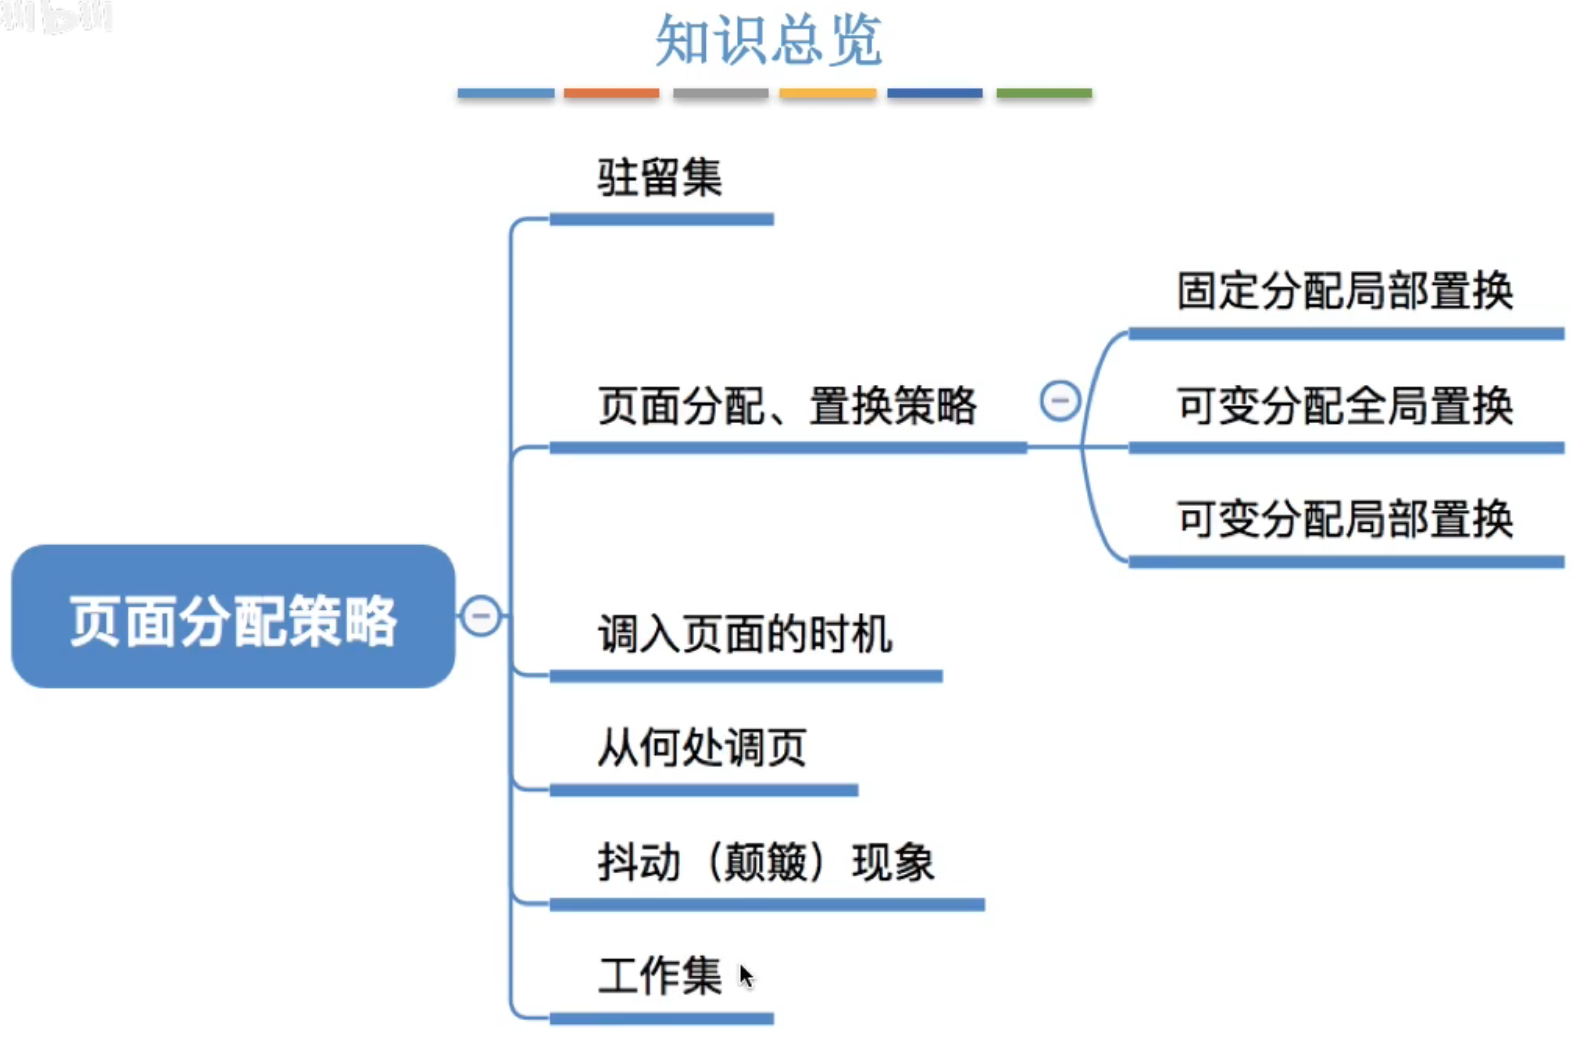 知识总览
驻留集
页面分配、置换策略
固定分配局部置换
可变分配全局置换
可变分配局部置换
页面分配策略
调入页面的时机
从何处调页
抖动（颠簸）现象
工作集